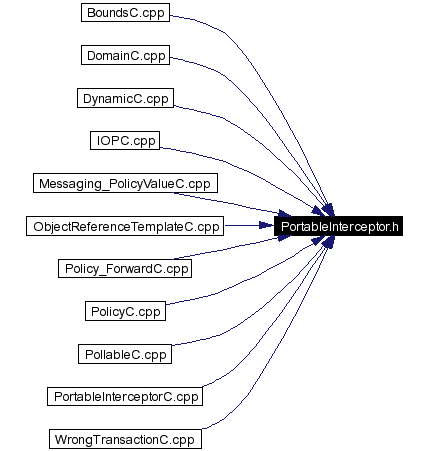 BoundsC.cpp
DomainC.cpp
DynamicC.cpp
IOPC.cpp
Messaging_PolicyValueC.cpp
ObjectReferenceTemplateC.cpp
PortableInterceptor.h
Policy_ForwardC.cpp
PolicyC.cpp
PollableC.cpp
PortableInterceptorC.cpp
WrongTransactionC.cpp